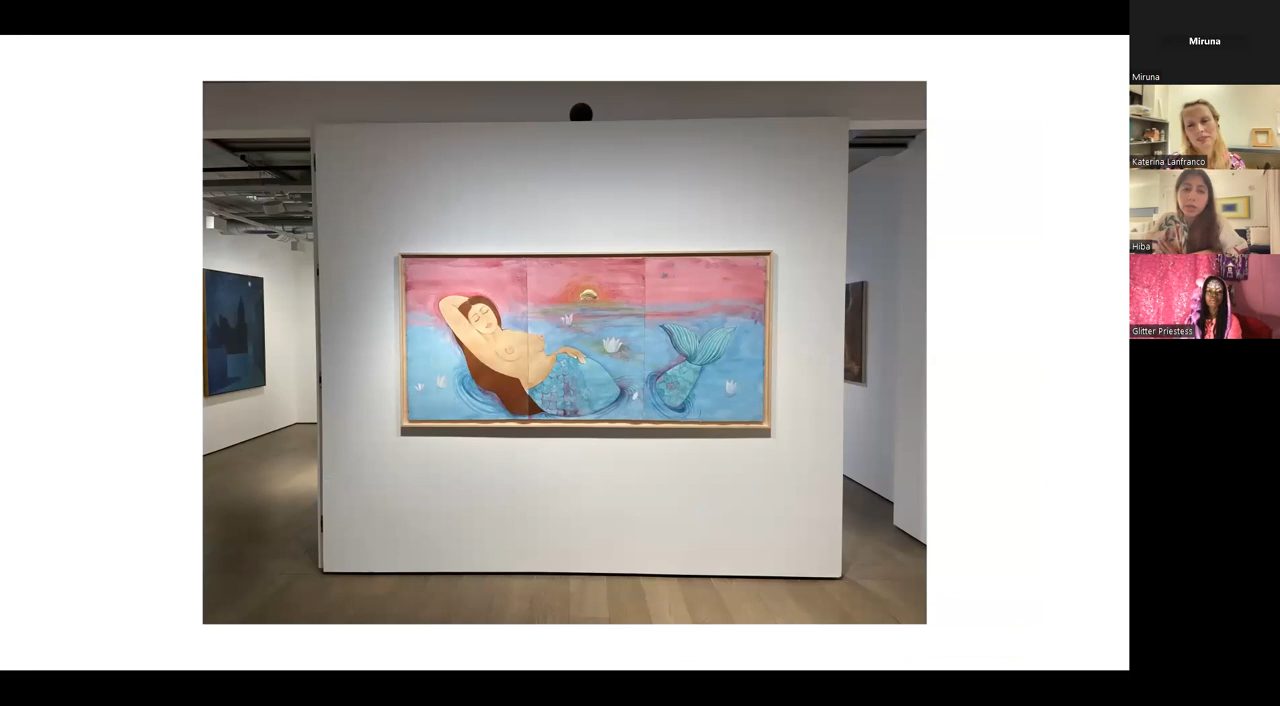 Miruna
Miruna
Katerina Lanfranco
Hiba
Glitter Priestess